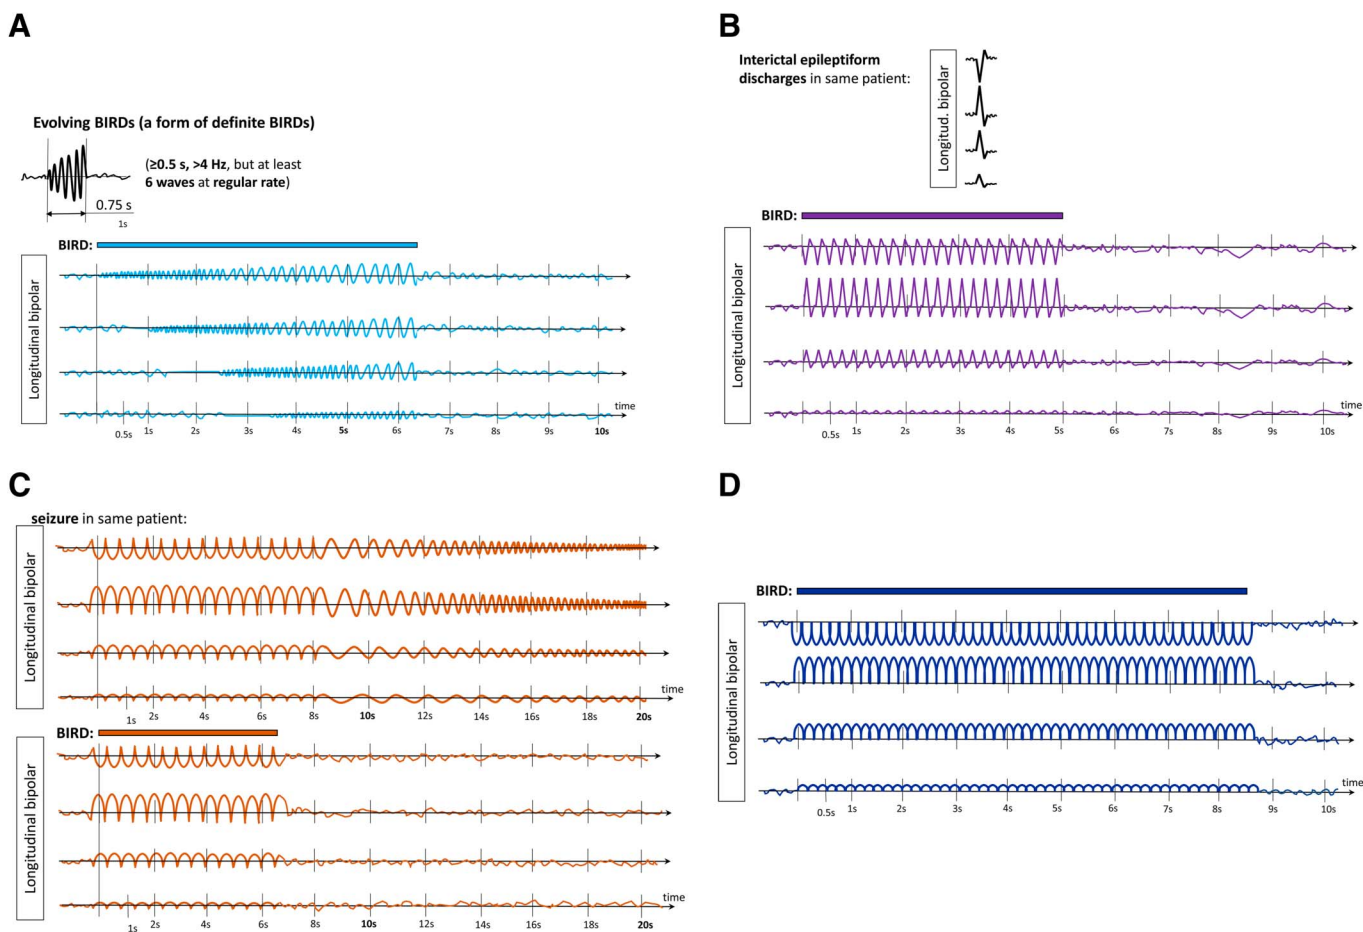 A
Evolving BIRDs (a form of definite BIRDs)
(≥0.5 s, >4 Hz, but at least
6 waves at regular rate)
0.75 s
1s
BIRD:
Longitudinal bipolar
time
0.5s 1s 2s 3s 4s 5s 6s 7s 8s 9s 10s
B
Interictal epileptiform
discharges in same patient:
Longitud. bipolar
BIRD:
Longitudinal bipolar
time
0.5s 1s 2s 3s 4s 5s 6s 7s 8s 9s 10s
C
seizure in same patient:
Longitudinal bipolar
time
1s 2s 4s 6s 8s 10s 12s 14s 16s 18s 20s
BIRD:
Longitudinal bipolar
time
1s 2s 4s 6s 8s 10s 12s 14s 16s 18s 20s
D
BIRD:
Longitudinal bipolar
time
0.5s 1s 2s 3s 4s 5s 6s 7s 8s 9s 10s